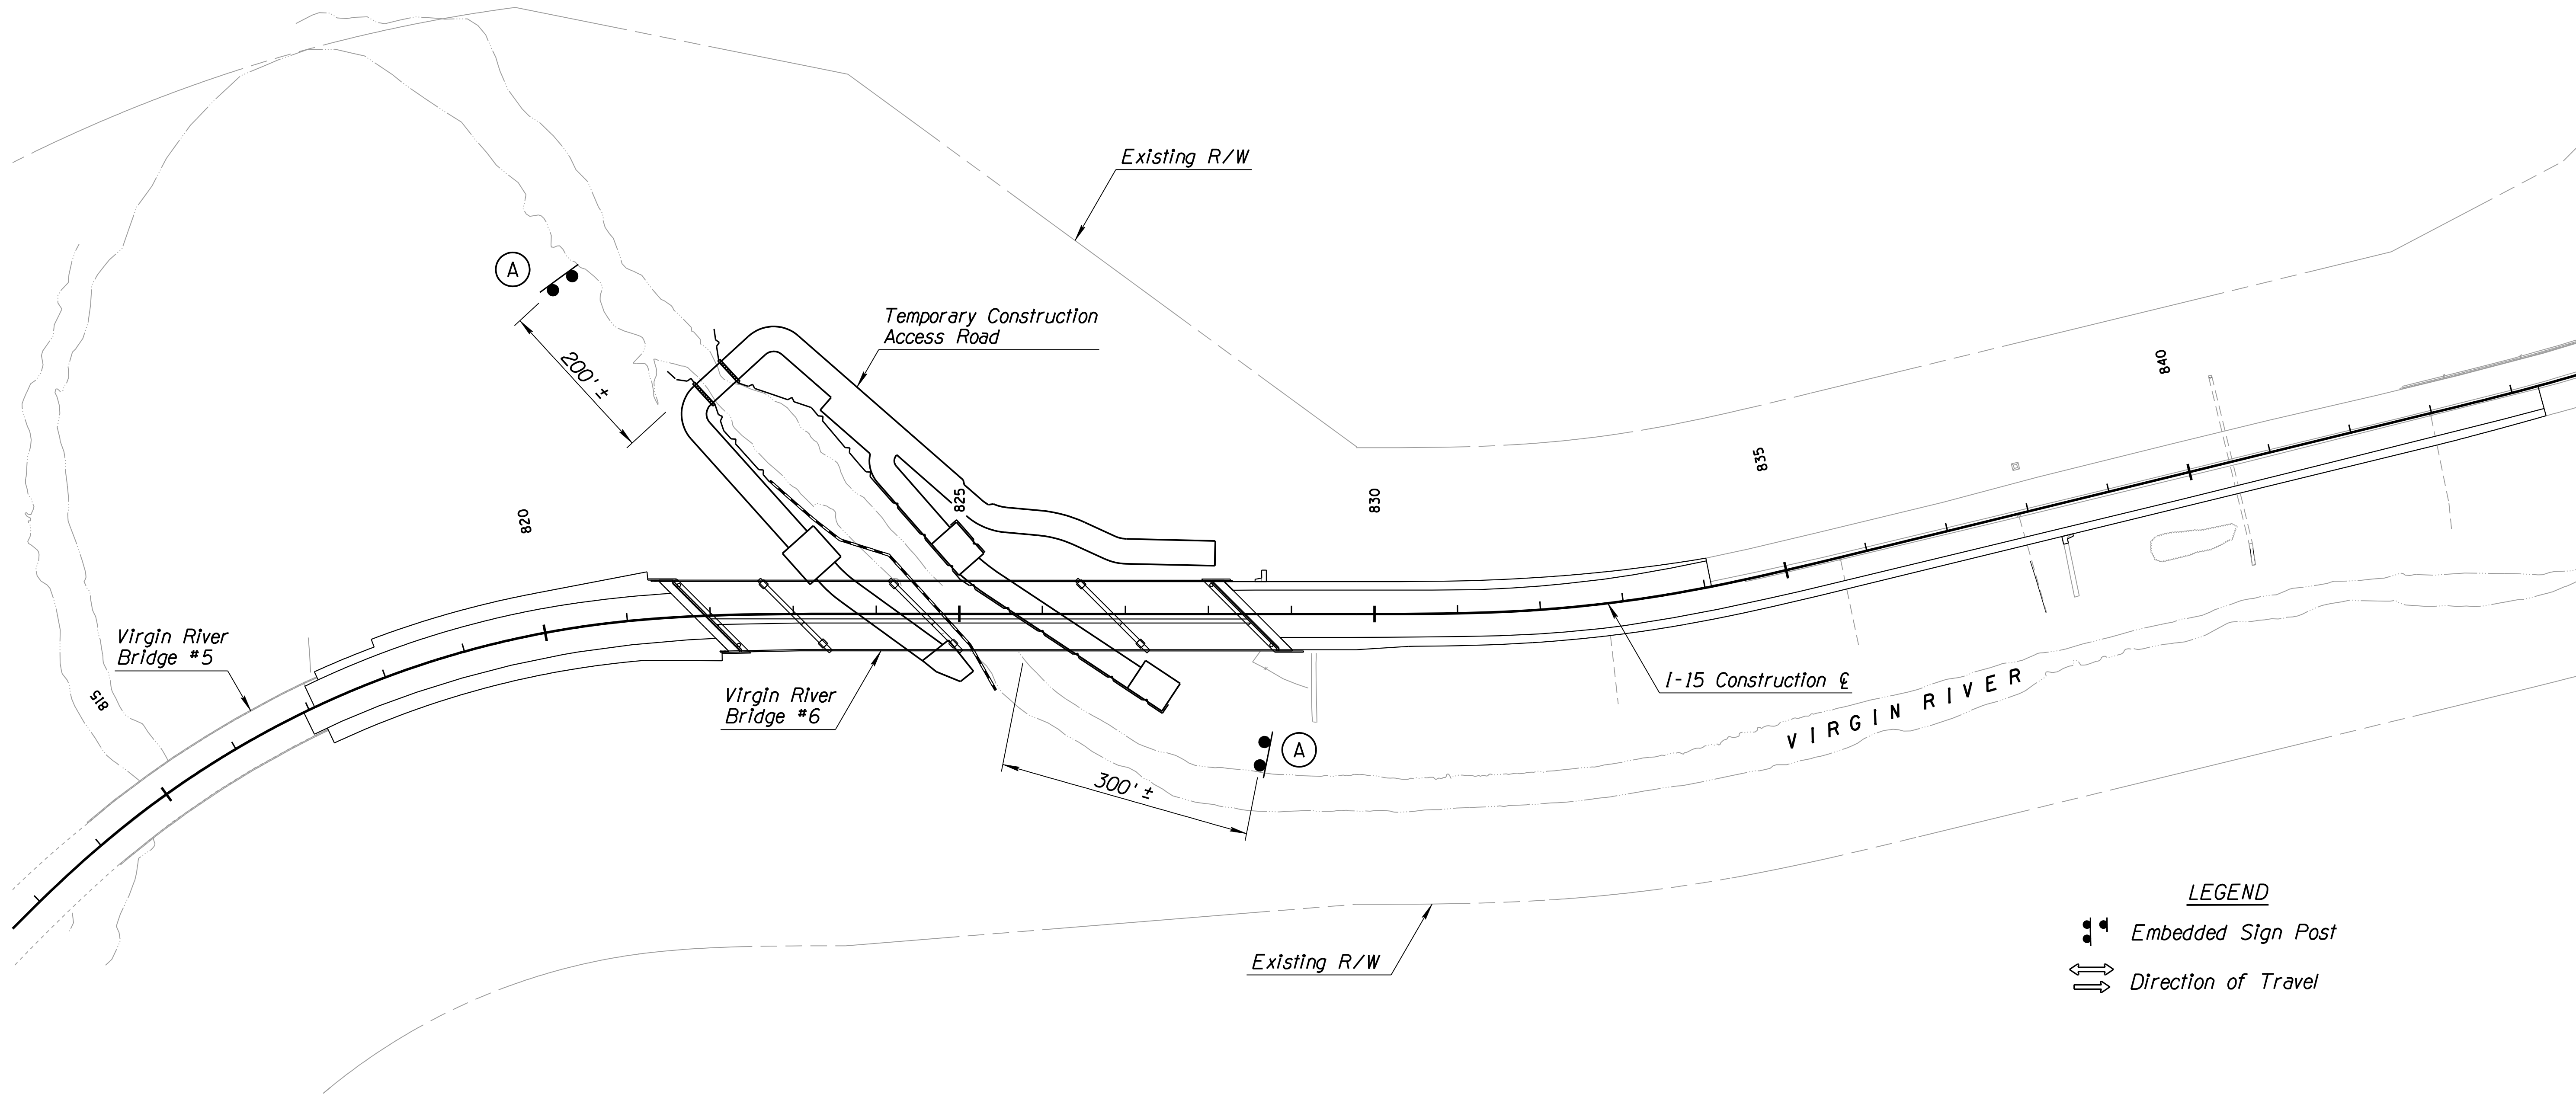 Existing R/W
A
Temporary Construction
Access Road
200' ±
840
835
825
830
820
Virgin River
Bridge #5
815
Virgin River
Bridge #6
I-15 Construction ℄
VIRGIN RIVER
A
300' ±
LEGEND
Embedded Sign Post
Existing R/W
Direction of Travel